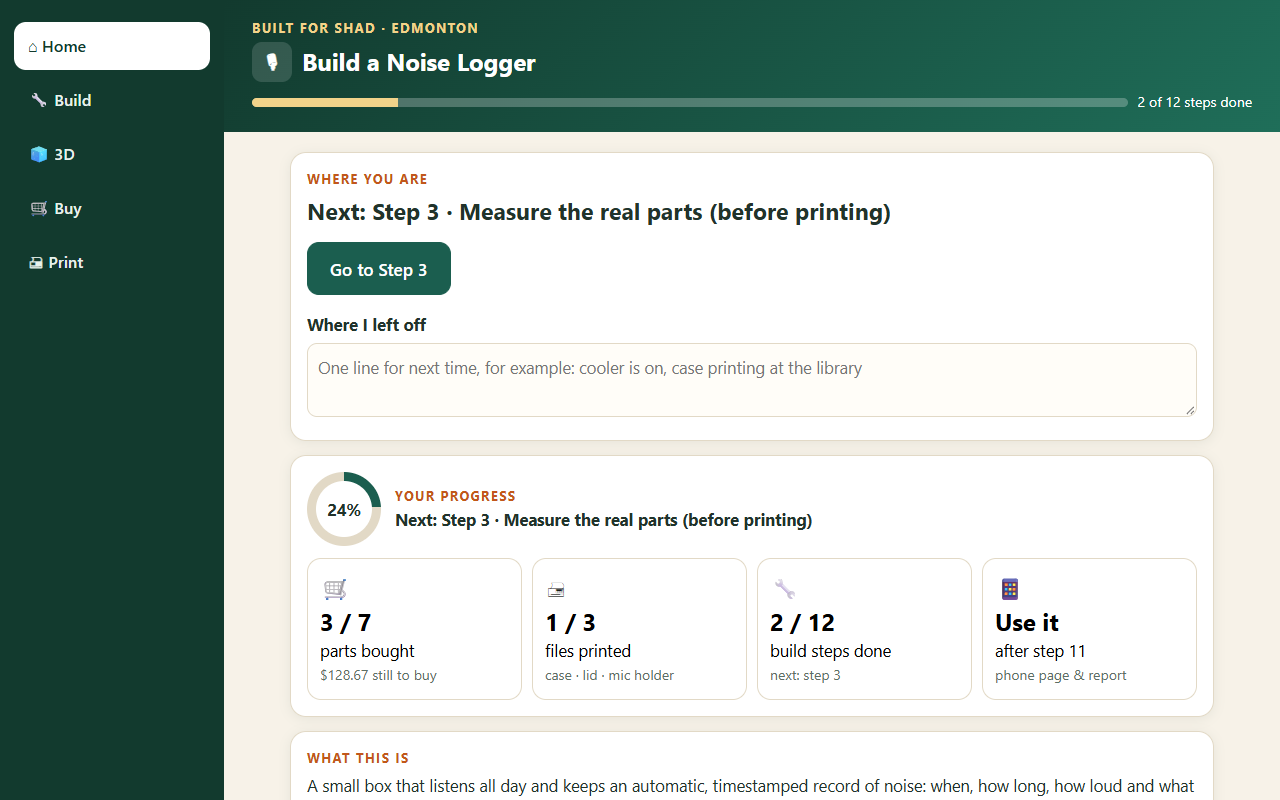 Home
Build
3D
Buy
Print
BUILT FOR SHAD · EDMONTON
Build a Noise Logger
2 of 12 steps done
WHERE YOU ARE
Next: Step 3 · Measure the real parts (before printing)
Go to Step 3
Where I left off
One line for next time, for example: cooler is on, case printing at the library
24%
YOUR PROGRESS
Next: Step 3 · Measure the real parts (before printing)
3 / 7
parts bought
$128.67 still to buy
1 / 3
files printed
case · lid · mic holder
2 / 12
build steps done
next: step 3
Use it
after step 11
phone page & report
WHAT THIS IS
A small box that listens all day and keeps an automatic, timestamped record of noise: when, how long, how loud and what